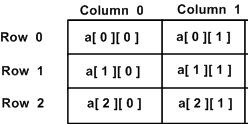 Column 0 Column 1
Row 0 a[ 0 ][ 0 ] a[ 0 ][ 1 ]
Row 1 a[ 1 ][ 0 ] a[ 1 ][ 1 ]
Row 2 a[ 2 ][ 0 ] a[ 2 ][ 1 ]